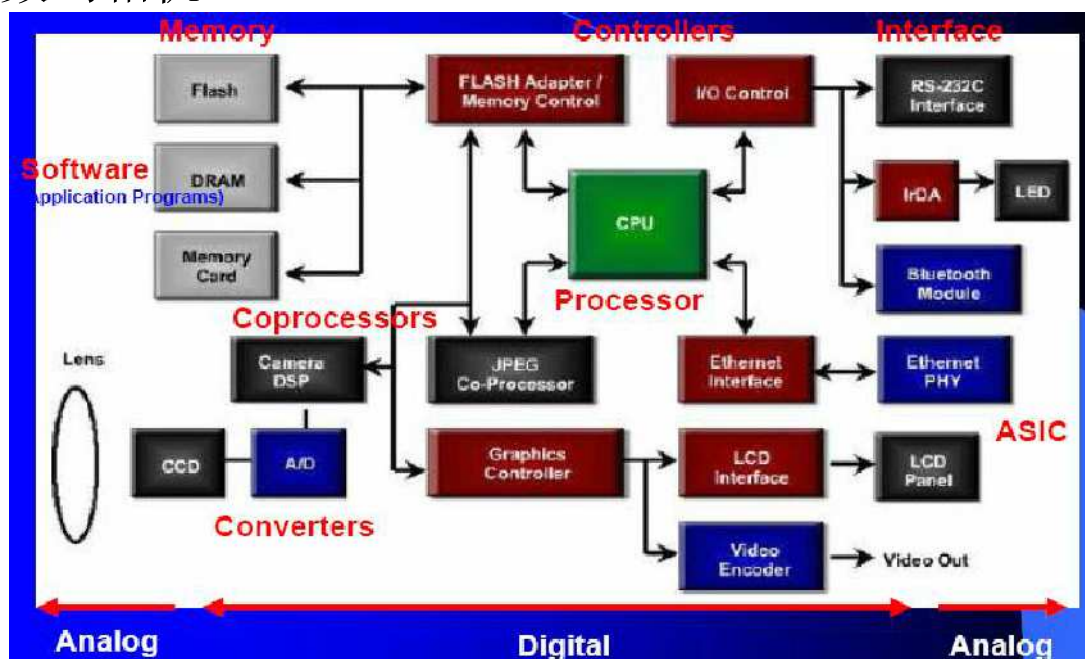 Memory
Controllers
Interface
Flash
FLASH Adapter /
Memory Control
I/O Control
RS-232C
Interface
Software
Application Programs)
DRAM
CPU
IrDA
LED
Memory
Card
Bluetooth
Module
Processor
Coprocessors
Lens
Camera
DSP
JPEG
Co-Processor
Ethernet
Interface
Ethernet
PHY
ASIC
CCD
A/D
Graphics
Controller
LCD
Interface
LCD
Panel
Converters
Video
Encoder
Video Out
Analog
Digital
Analog